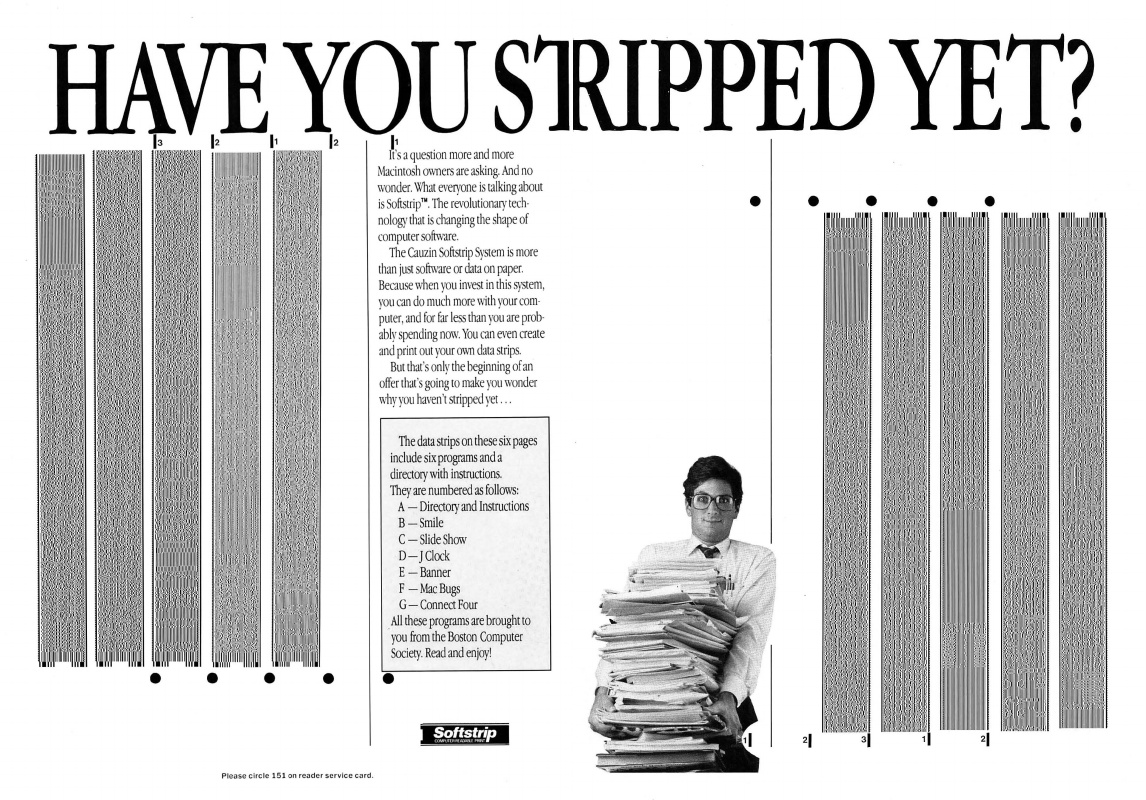 HAVE YOU STRIPPED YET?
3
2
1
2
1
It's a question more and more
Macintosh owners are asking. And no
wonder. What everyone is talking about
is Softstrip™. The revolutionary tech-
nology that is changing the shape of
computer software.
The Cauzin Softstrip System is more
than just software or data on paper.
Because when you invest in this system,
you can do much more with your com-
puter, and for far less than you are prob-
ably spending now. You can even create
and print out your own data strips.
But that's only the beginning of an
offer that's going to make you wonder
why you haven't stripped yet . . .
The data strips on these six pages
include six programs and a
directory with instructions.
They are numbered as follows:
A — Directory and Instructions
B — Smile
C — Slide Show
D — J Clock
E — Banner
F — Mac Bugs
G — Connect Four
All these programs are brought to
you from the Boston Computer
Society. Read and enjoy!
Softstrip
COMPUTER READABLE PRINT
Please circle 151 on reader service card.
1
2
3
1
2